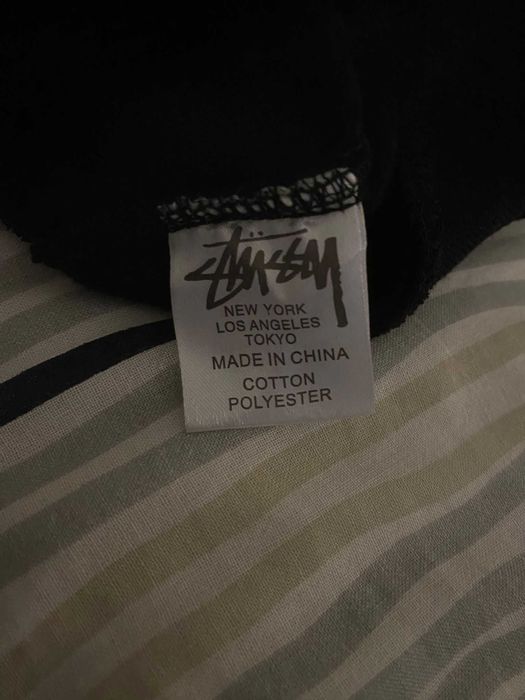 Stüssy
NEW YORK
LOS ANGELES
TOKYO
MADE IN CHINA
COTTON
POLYESTER